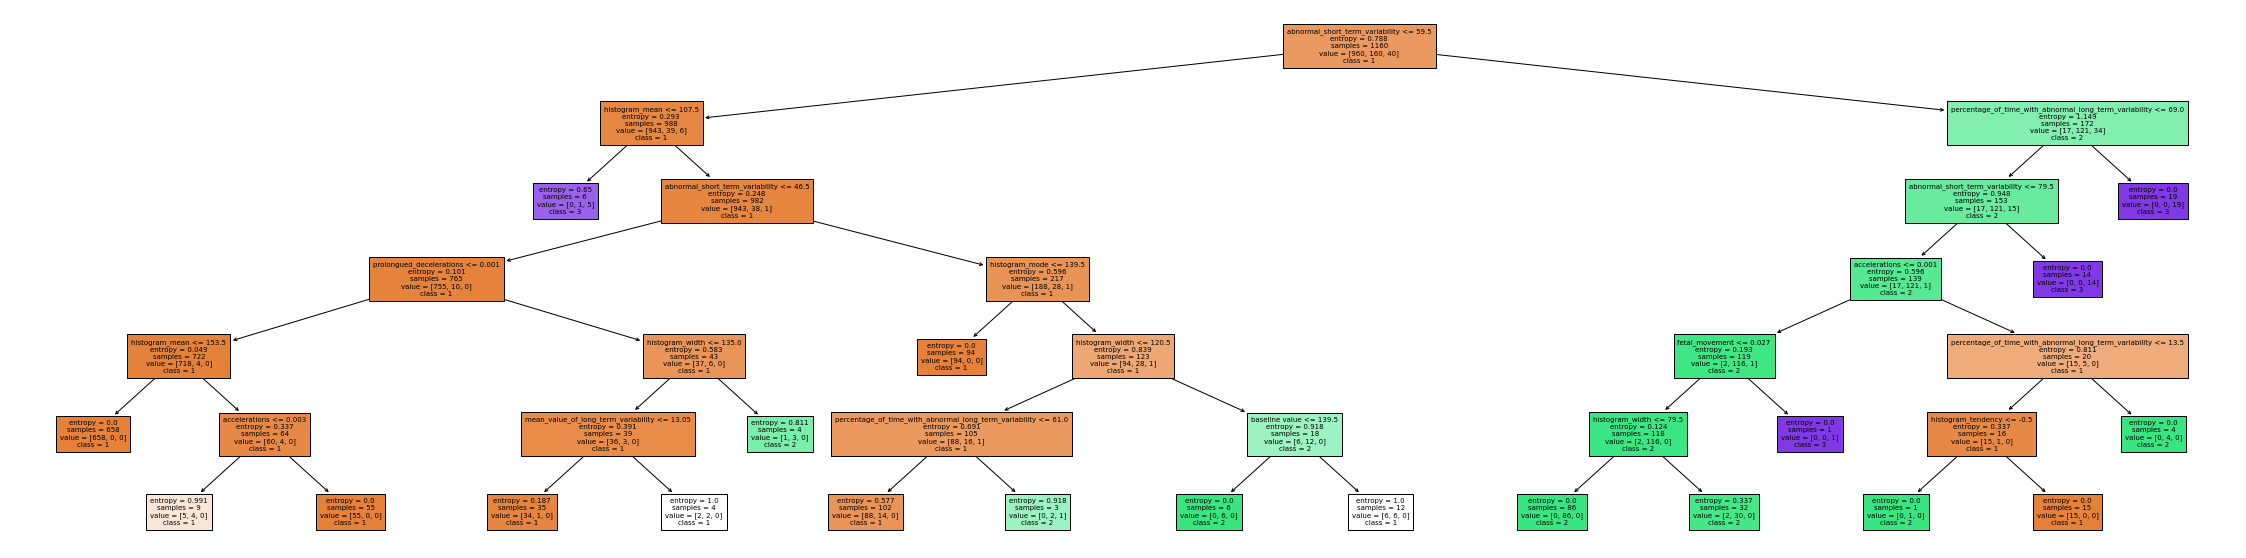 abnormal_short_term_variability <= 59.5
entropy = 0.788
samples = 1160
value = [960, 160, 40]
class = 1
histogram_mean <= 107.5
entropy = 0.293
samples = 988
value = [943, 39, 6]
class = 1
percentage_of_time_with_abnormal_long_term_variability <= 69.0
entropy = 1.149
samples = 172
value = [17, 121, 34]
class = 2
entropy = 0.65
samples = 6
value = [0, 1, 5]
class = 3
abnormal_short_term_variability <= 46.5
entropy = 0.248
samples = 982
value = [943, 38, 1]
class = 1
abnormal_short_term_variability <= 79.5
entropy = 0.948
samples = 153
value = [17, 121, 15]
class = 2
entropy = 0.0
samples = 19
value = [0, 0, 19]
class = 3
prolongued_decelerations <= 0.001
entropy = 0.101
samples = 765
value = [755, 10, 0]
class = 1
histogram_mode <= 139.5
entropy = 0.596
samples = 217
value = [188, 28, 1]
class = 1
accelerations <= 0.001
entropy = 0.596
samples = 139
value = [17, 121, 1]
class = 2
entropy = 0.0
samples = 14
value = [0, 0, 14]
class = 3
histogram_mean <= 153.5
entropy = 0.049
samples = 722
value = [718, 4, 0]
class = 1
histogram_width <= 135.0
entropy = 0.583
samples = 43
value = [37, 6, 0]
class = 1
entropy = 0.0
samples = 94
value = [94, 0, 0]
class = 1
histogram_width <= 120.5
entropy = 0.839
samples = 123
value = [94, 28, 1]
class = 1
fetal_movement <= 0.027
entropy = 0.193
samples = 119
value = [2, 116, 1]
class = 2
percentage_of_time_with_abnormal_long_term_variability <= 13.5
entropy = 0.811
samples = 20
value = [15, 5, 0]
class = 1
entropy = 0.0
samples = 658
value = [658, 0, 0]
class = 1
accelerations <= 0.003
entropy = 0.337
samples = 64
value = [60, 4, 0]
class = 1
mean_value_of_long_term_variability <= 13.05
entropy = 0.391
samples = 39
value = [36, 3, 0]
class = 1
entropy = 0.811
samples = 4
value = [1, 3, 0]
class = 2
percentage_of_time_with_abnormal_long_term_variability <= 61.0
entropy = 0.691
samples = 105
value = [88, 16, 1]
class = 1
baseline value <= 139.5
entropy = 0.918
samples = 18
value = [6, 12, 0]
class = 2
histogram_width <= 79.5
entropy = 0.124
samples = 118
value = [2, 116, 0]
class = 2
entropy = 0.0
samples = 1
value = [0, 0, 1]
class = 3
histogram_tendency <= -0.5
entropy = 0.337
samples = 16
value = [15, 1, 0]
class = 1
entropy = 0.0
samples = 4
value = [0, 4, 0]
class = 2
entropy = 0.991
samples = 9
value = [5, 4, 0]
class = 1
entropy = 0.0
samples = 55
value = [55, 0, 0]
class = 1
entropy = 0.187
samples = 35
value = [34, 1, 0]
class = 1
entropy = 1.0
samples = 4
value = [2, 2, 0]
class = 1
entropy = 0.577
samples = 102
value = [88, 14, 0]
class = 1
entropy = 0.918
samples = 3
value = [0, 2, 1]
class = 2
entropy = 0.0
samples = 6
value = [0, 6, 0]
class = 2
entropy = 1.0
samples = 12
value = [6, 6, 0]
class = 1
entropy = 0.0
samples = 86
value = [0, 86, 0]
class = 2
entropy = 0.337
samples = 32
value = [2, 30, 0]
class = 2
entropy = 0.0
samples = 1
value = [0, 1, 0]
class = 2
entropy = 0.0
samples = 15
value = [15, 0, 0]
class = 1